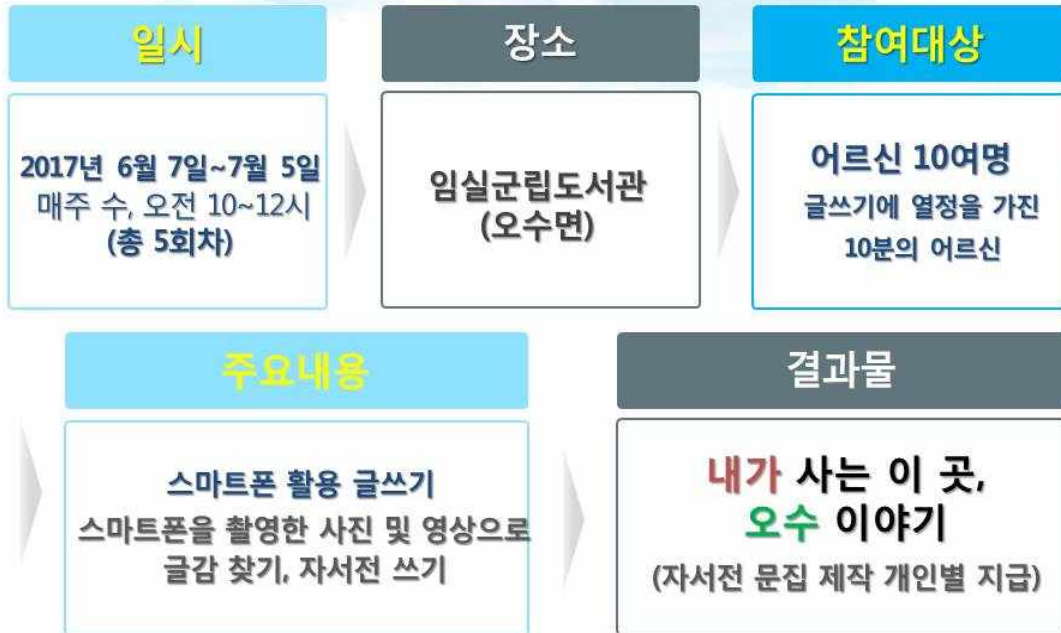 일시
2017년 6월 7일~7월 5일
매주 수, 오전 10~12시
(총 5회차)
장소
임실군립도서관
(오수면)
참여대상
어르신 10여명
글쓰기에 열정을 가진
10분의 어르신
주요내용
스마트폰 활용 글쓰기
스마트폰을 촬영한 사진 및 영상으로
글감 찾기, 자서전 쓰기
결과물
내가 사는 이 곳,
오수 이야기
(자서전 문집 제작 개인별 지급)